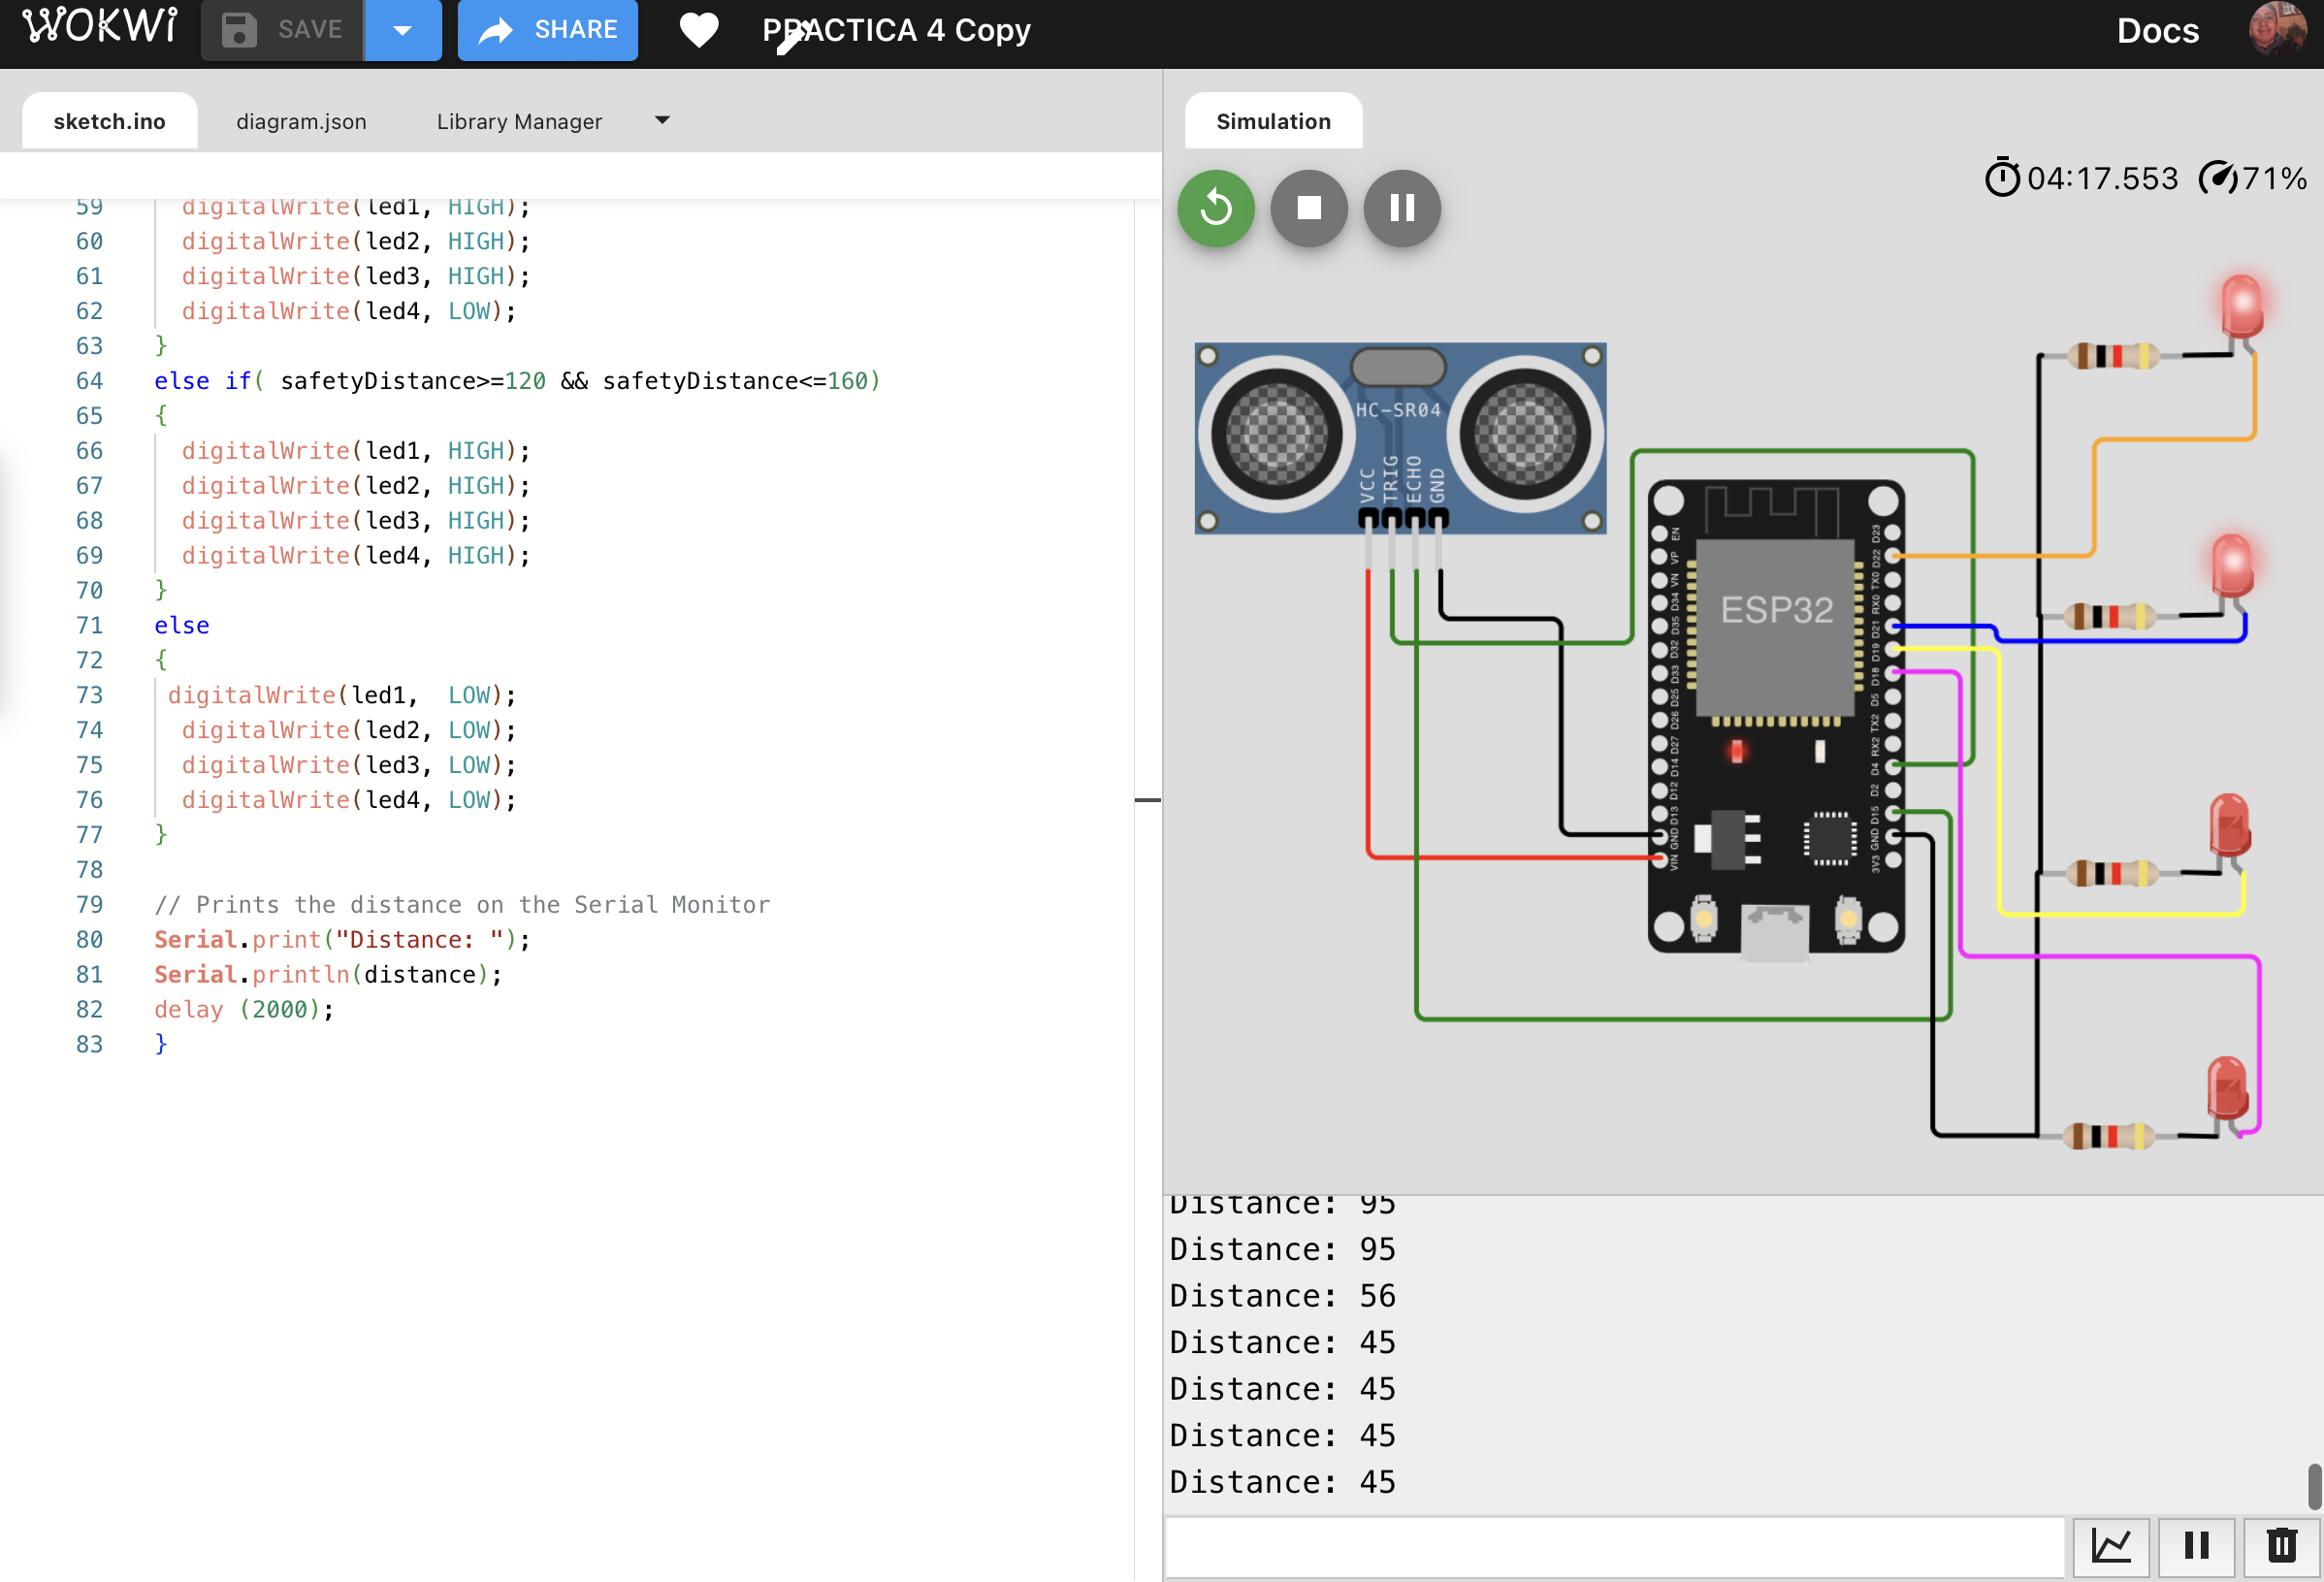 WOKWi
SAVE
SHARE
PRACTICA 4 Copy
Docs
sketch.ino
diagram.json
Library Manager
Simulation
04:17.553
71%
59 digitalWrite(led1, HIGH);
60 digitalWrite(led2, HIGH);
61 digitalWrite(led3, HIGH);
62 digitalWrite(led4, LOW);
63 }
64 else if( safetyDistance>=120 && safetyDistance<=160)
65 {
66 digitalWrite(led1, HIGH);
67 digitalWrite(led2, HIGH);
68 digitalWrite(led3, HIGH);
69 digitalWrite(led4, HIGH);
70 }
71 else
72 {
73 digitalWrite(led1,  LOW);
74 digitalWrite(led2, LOW);
75 digitalWrite(led3, LOW);
76 digitalWrite(led4, LOW);
77 }
78
79 // Prints the distance on the Serial Monitor
80 Serial.print("Distance: ");
81 Serial.println(distance);
82 delay (2000);
83 }
HC-SR04
VCC
TRIG
ECHO
GND
ESP32
EN
VP
VN
D34
D35
D32
D33
D25
D26
D27
D14
D12
D13
GND
VIN
D23
D22
TX0
RX0
D21
D19
D18
D5
TX2
RX2
D4
D2
D15
GND
3V3
Distance: 95
Distance: 95
Distance: 56
Distance: 45
Distance: 45
Distance: 45
Distance: 45